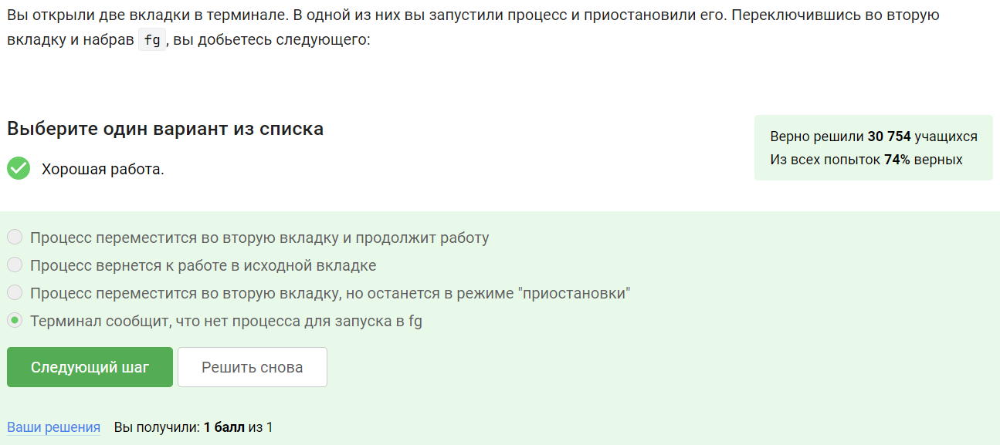 Вы открыли две вкладки в терминале. В одной из них вы запустили процесс и приостановили его. Переключившись во вторую
вкладку и набрав fg, вы добьетесь следующего:
Выберите один вариант из списка
Хорошая работа.
Верно решили 30 754 учащихся
Из всех попыток 74% верных
Процесс переместится во вторую вкладку и продолжит работу
Процесс вернется к работе в исходной вкладке
Процесс переместится во вторую вкладку, но останется в режиме "приостановки"
Терминал сообщит, что нет процесса для запуска в fg
Следующий шаг
Решить снова
Ваши решения Вы получили: 1 балл из 1